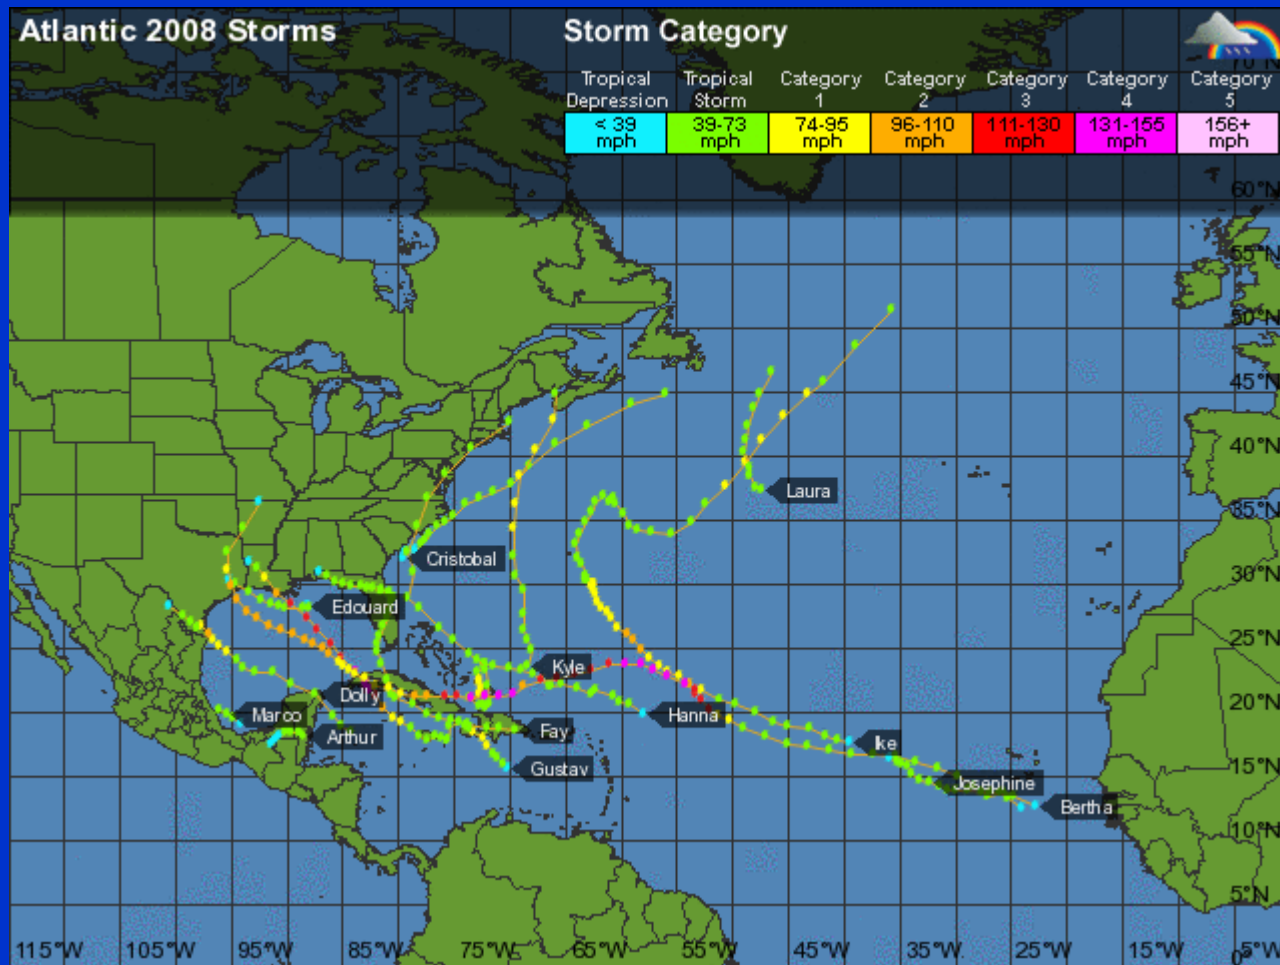 Atlantic 2008 Storms
Storm Category
Tropical Depression
Tropical Storm
Category 1
Category 2
Category 3
Category 4
Category 5
< 39 mph
39-73 mph
74-95 mph
96-110 mph
111-130 mph
131-155 mph
156+ mph
70°N
60°N
55°N
50°N
45°N
40°N
35°N
30°N
25°N
20°N
15°N
10°N
5°N
0°
Laura
Cristobal
Edouard
Kyle
Dolly
Marco
Arthur
Hanna
Fay
Ike
Gustav
Josephine
Bertha
115°W
105°W
95°W
85°W
75°W
65°W
55°W
45°W
35°W
25°W
15°W
5°W